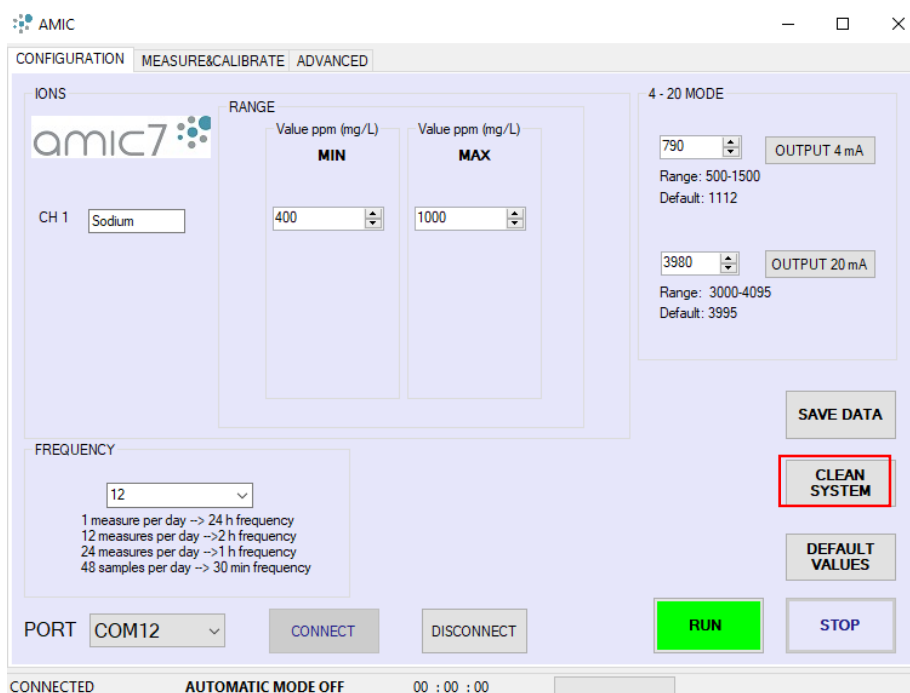 AMIC
CONFIGURATION MEASURE&CALIBRATE ADVANCED
IONS
amic7
CH 1 Sodium
RANGE
Value ppm (mg/L)
MIN
400
Value ppm (mg/L)
MAX
1000
4 - 20 MODE
790 OUTPUT 4 mA
Range: 500-1500
Default: 1112
3980 OUTPUT 20 mA
Range: 3000-4095
Default: 3995
SAVE DATA
CLEAN
SYSTEM
DEFAULT
VALUES
FREQUENCY
12
1 measure per day --> 24 h frequency
12 measures per day -->2 h frequency
24 measures per day -->1 h frequency
48 samples per day --> 30 min frequency
PORT COM12 CONNECT DISCONNECT RUN STOP
CONNECTED AUTOMATIC MODE OFF 00 : 00 : 00